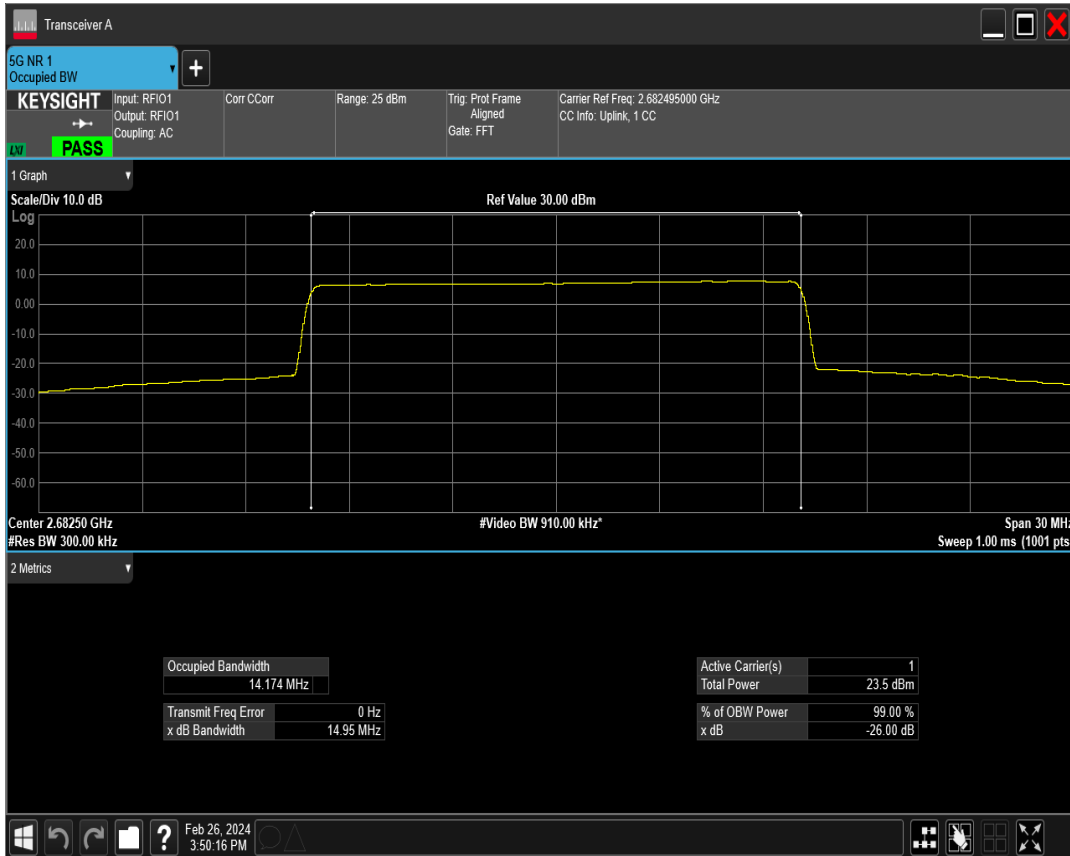 Transceiver A
5G NR 1
Occupied BW
KEYSIGHT
LXI
PASS
Input: RFIO1
Output: RFIO1
Coupling: AC
Corr CCorr
Range: 25 dBm
Trig: Prot Frame
Aligned
Gate: FFT
Carrier Ref Freq: 2.682495000 GHz
CC Info: Uplink, 1 CC
1 Graph
Scale/Div 10.0 dB
Ref Value 30.00 dBm
Log
20.0
10.0
0.00
-10.0
-20.0
-30.0
-40.0
-50.0
-60.0
Center 2.68250 GHz
#Video BW 910.00 kHz*
Span 30 MHz
#Res BW 300.00 kHz
Sweep 1.00 ms (1001 pts
2 Metrics
Occupied Bandwidth
14.174 MHz
Transmit Freq Error 0 Hz
x dB Bandwidth 14.95 MHz
Active Carrier(s) 1
Total Power 23.5 dBm
% of OBW Power 99.00 %
x dB -26.00 dB
?
Feb 26, 2024
3:50:16 PM